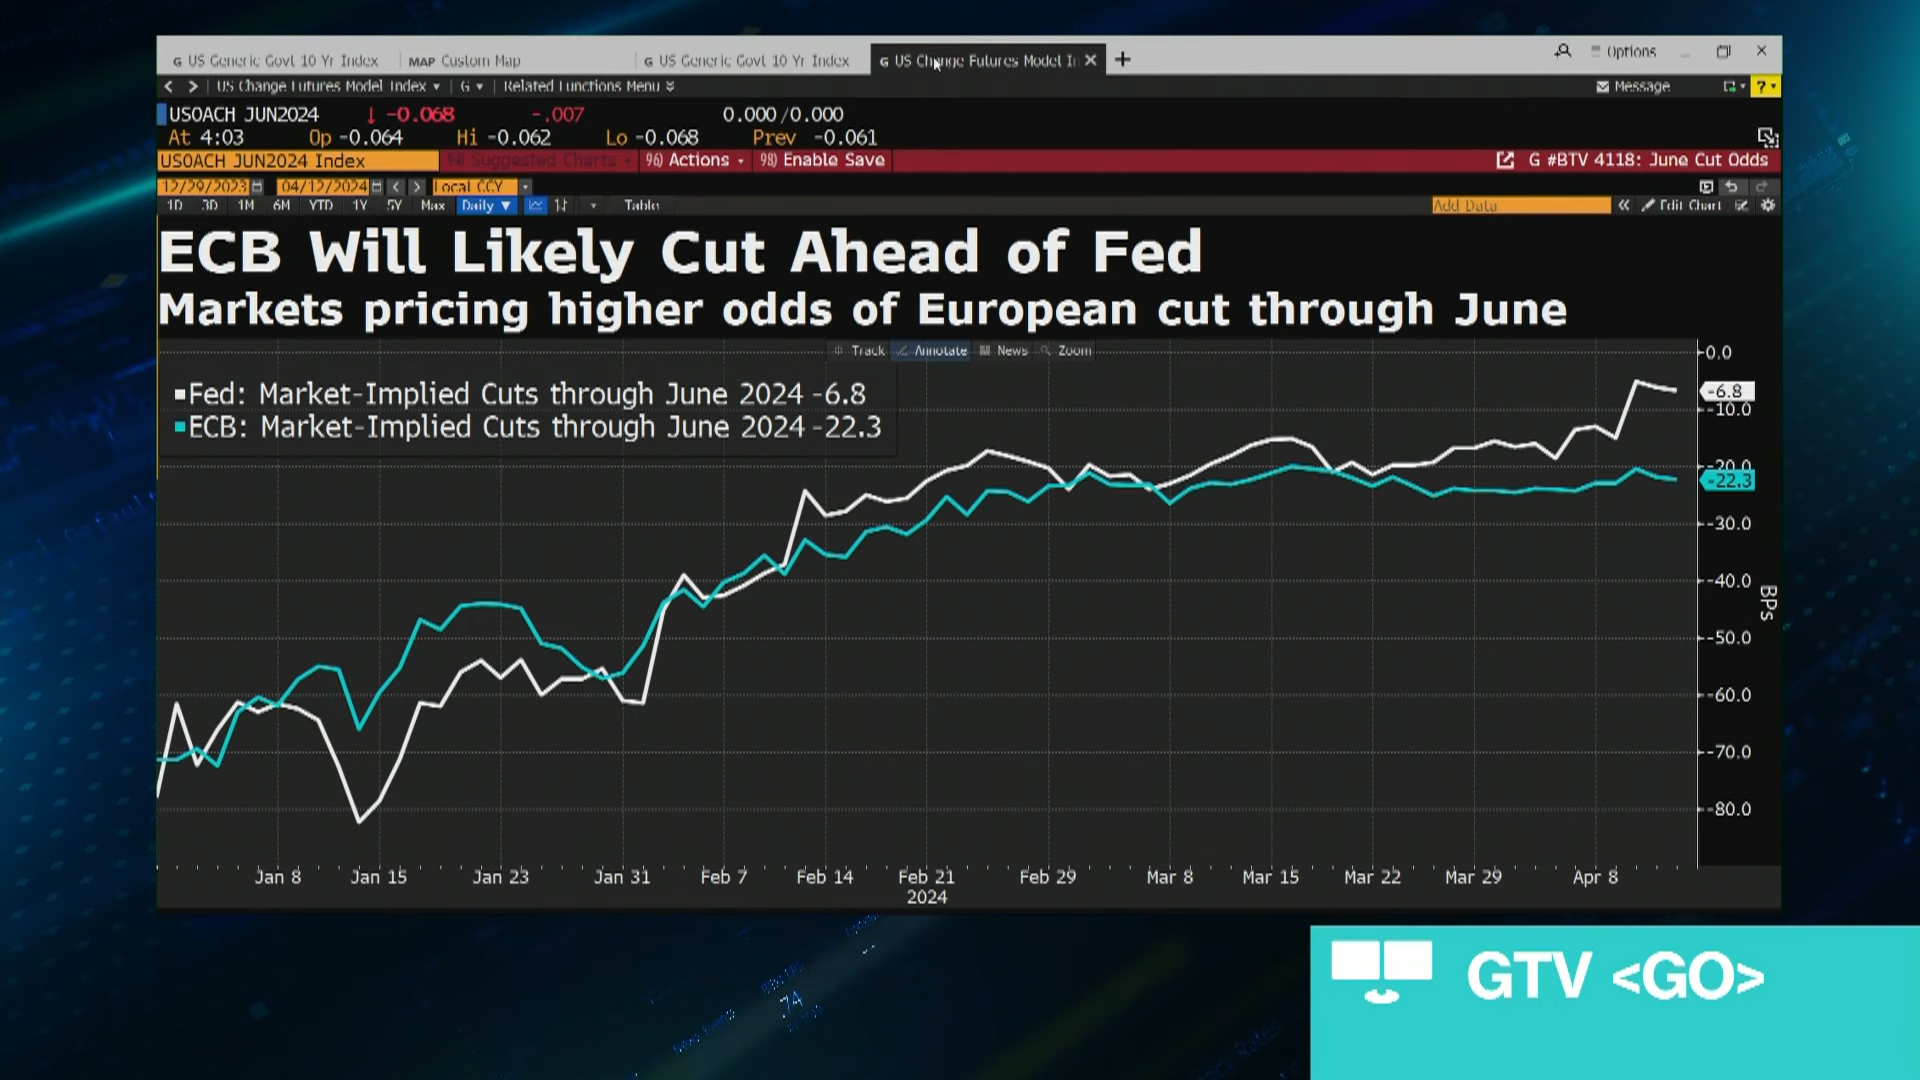 G US Generic Govt 10 Yr Index MAP Custom Map G US Generic Govt 10 Yr Index G US Change Futures Model In
Options
US Change Futures Model Index G Related Functions Menu Message ?
USOACH JUN2024 ↓ -0.068 -.007 0.000/0.000
At 4:03 Op -0.064 Hi -0.062 Lo -0.068 Prev -0.061
USOACH JUN2024 Index 94) Suggested Charts 96) Actions 98) Enable Save G #BTV 4118: June Cut Odds
12/29/2023 04/12/2024 Local CCY
1D 3D 1M 6M YTD 1Y 5Y Max Daily ▼ Table Add Data « Edit Chart
ECB Will Likely Cut Ahead of Fed
Markets pricing higher odds of European cut through June
Track Annotate News Zoom
Fed: Market-Implied Cuts through June 2024 -6.8
ECB: Market-Implied Cuts through June 2024 -22.3
0.0
-6.8
-10.0
-20.0
-22.3
-30.0
-40.0
-50.0
-60.0
-70.0
-80.0
BPs
Jan 8 Jan 15 Jan 23 Jan 31 Feb 7 Feb 14 Feb 21 Feb 29 Mar 8 Mar 15 Mar 22 Mar 29 Apr 8
2024
GTV <GO>